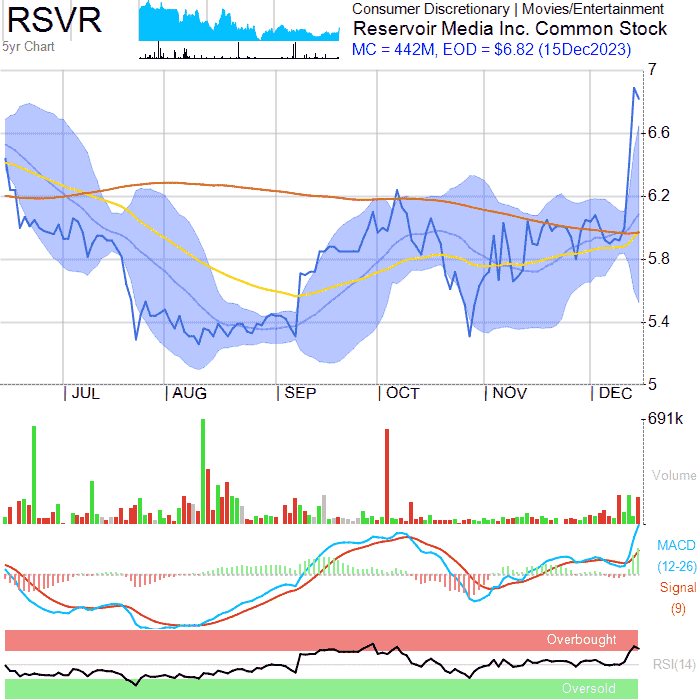 RSVR
5yr Chart
Consumer Discretionary | Movies/Entertainment
Reservoir Media Inc. Common Stock
MC = 442M, EOD = $6.82 (15Dec2023)
7
6.6
6.2
5.8
5.4
5
JUL AUG SEP OCT NOV DEC
691k
Volume
MACD
(12-26)
Signal
(9)
Overbought
RSI(14)
Oversold